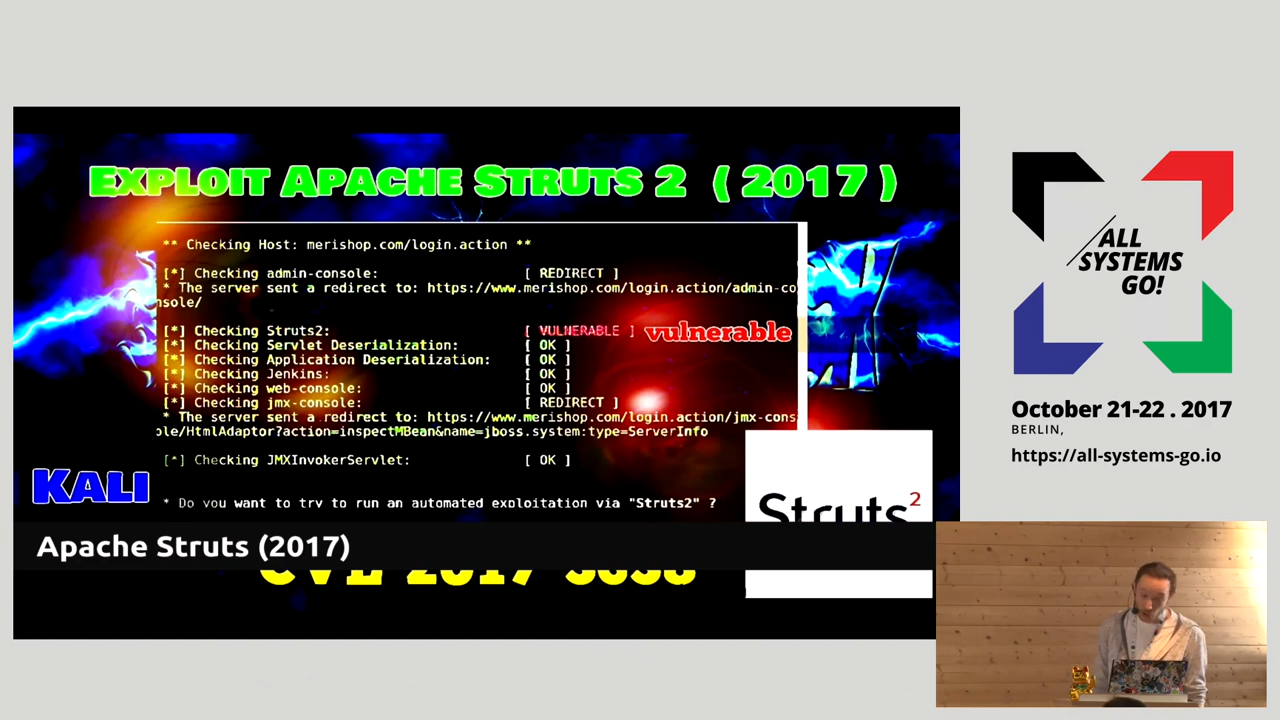 EXPLOIT APACHE STRUTS 2 (2017)
** Checking Host: merishop.com/login.action **
[*] Checking admin-console: [ REDIRECT ]
* The server sent a redirect to: https://www.merishop.com/login.action/admin-co
nsole/
[*] Checking Struts2: [ VULNERABLE ] vulnerable
[*] Checking Servlet Deserialization: [ OK ]
[*] Checking Application Deserialization: [ OK ]
[*] Checking Jenkins: [ OK ]
[*] Checking web-console: [ OK ]
[*] Checking jmx-console: [ REDIRECT ]
* The server sent a redirect to: https://www.merishop.com/login.action/jmx-cons
ole/HtmlAdaptor?action=inspectMBean&name=jboss.system:type=ServerInfo
[*] Checking JMXInvokerServlet: [ OK ]
* Do you want to try to run an automated exploitation via "Struts2" ?
KALI
Struts2
Apache Struts (2017)
CVE 2017 5638
ALL
SYSTEMS
GO!
October 21-22 . 2017
BERLIN,
https://all-systems-go.io